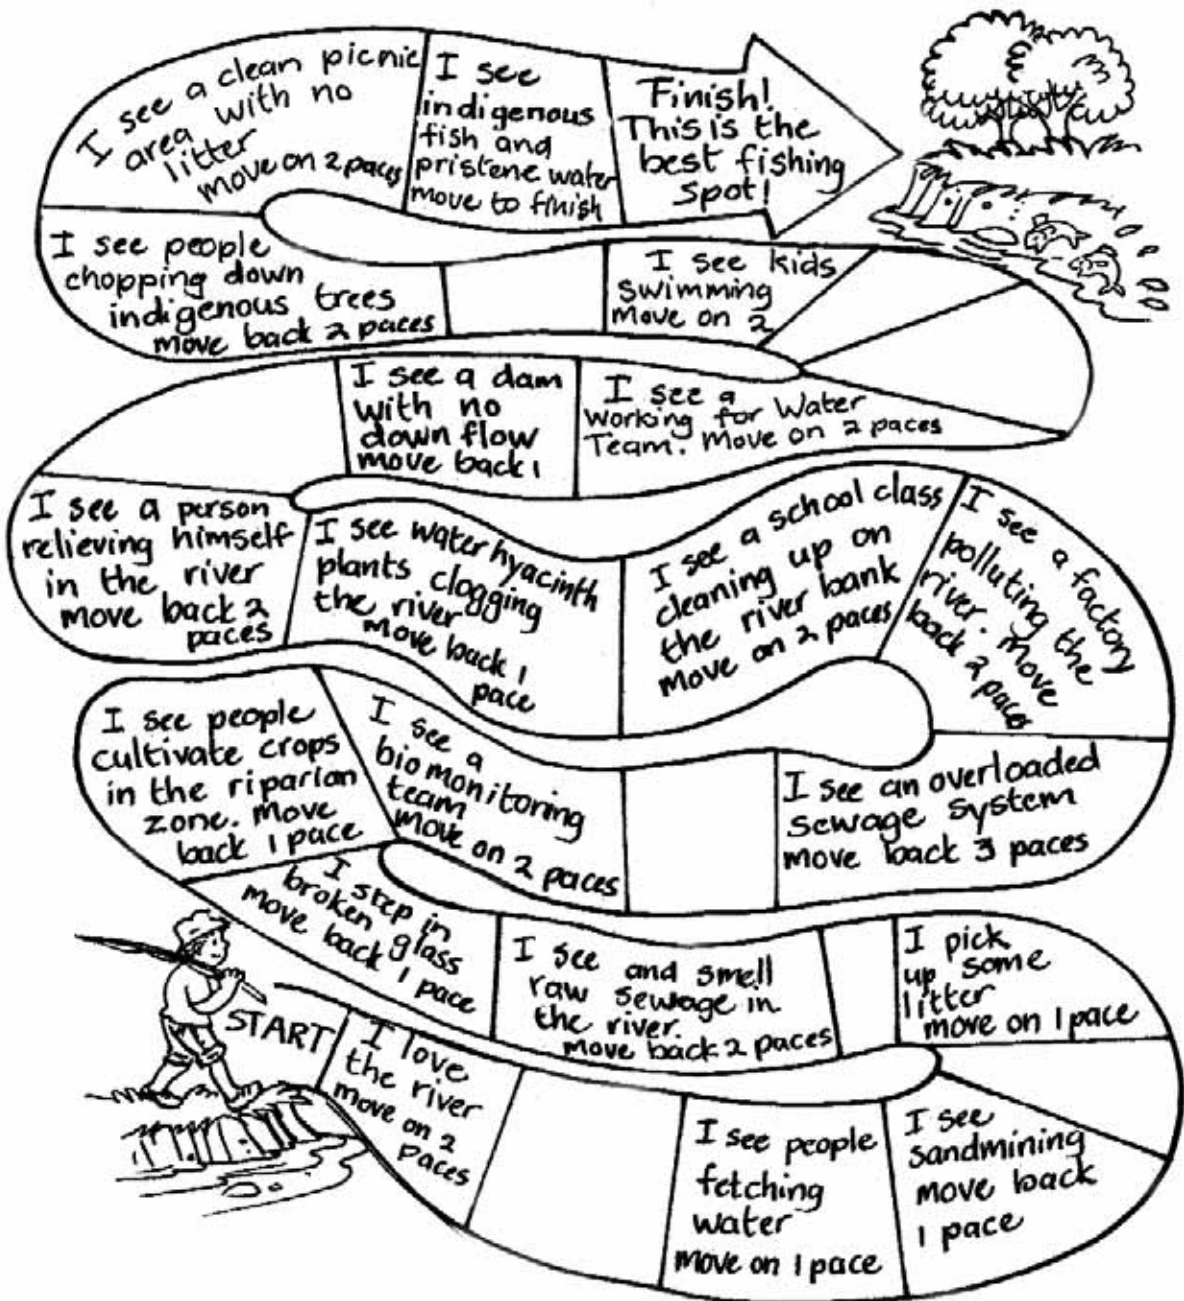 I see a clean picnic
area with no
litter
move on 2 paces
I see
indigenous
fish and
pristene water
move to finish
Finish!
This is the
best fishing
spot!
I see people
chopping down
indigenous trees
move back 2 paces
I see kids
swimming
move on 2
I see a dam
with no
down flow
move back 1
I see a
Working for Water
Team. Move on 2 paces
I see a person
relieving himself
in the river
move back 2
paces
I see water hyacinth
plants clogging
the river
move back 1
pace
I see a school class
cleaning up on
the river bank
move on 2 paces
I see a factory
polluting the
river. Move
back 2 paces
I see people
cultivate crops
in the riparian
zone. Move
back 1 pace
I see a
biomonitoring
team
move on 2 paces
I see an overloaded
sewage system
move back 3 paces
I step in
broken glass
move back 1 pace
I see and smell
raw sewage in
the river.
move back 2 paces
I pick
up some
litter
move on 1 pace
START
I love
the river
move on 2
paces
I see people
fetching
water
move on 1 pace
I see
sandmining
move back
1 pace